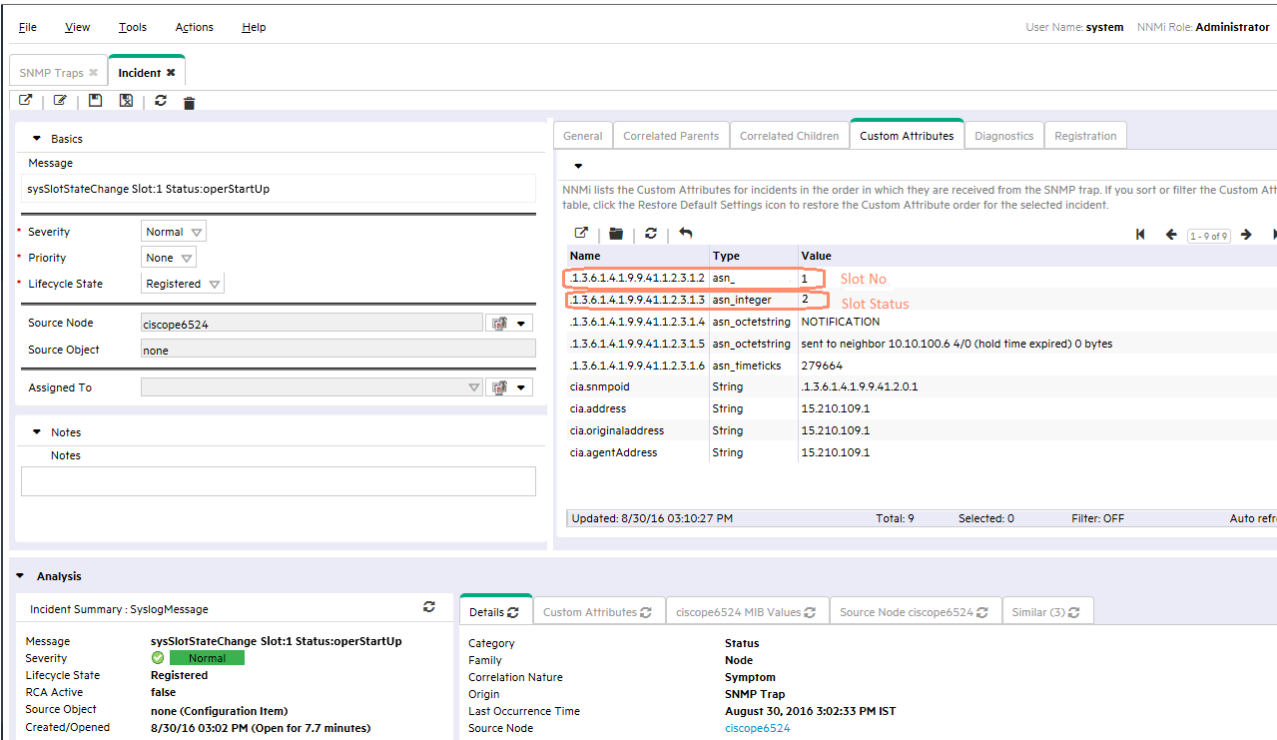 File View Tools Actions Help User Name: system NNMi Role: Administrator
SNMP Traps Incident
Basics
Message
sysSlotStateChange Slot:1 Status:operStartUp
Severity Normal
Priority None
Lifecycle State Registered
Source Node ciscope6524
Source Object none
Assigned To
Notes
Notes
General Correlated Parents Correlated Children Custom Attributes Diagnostics Registration
NNMi lists the Custom Attributes for incidents in the order in which they are received from the SNMP trap. If you sort or filter the Custom Att
table, click the Restore Default Settings icon to restore the Custom Attribute order for the selected incident.
1 - 9 of 9
Name Type Value
.1.3.6.1.4.1.9.9.41.1.2.3.1.2 asn_ 1 Slot No
.1.3.6.1.4.1.9.9.41.1.2.3.1.3 asn_integer 2 Slot Status
.1.3.6.1.4.1.9.9.41.1.2.3.1.4 asn_octetstring NOTIFICATION
.1.3.6.1.4.1.9.9.41.1.2.3.1.5 asn_octetstring sent to neighbor 10.10.100.6 4/0 (hold time expired) 0 bytes
.1.3.6.1.4.1.9.9.41.1.2.3.1.6 asn_timeticks 279664
cia.snmpoid String .1.3.6.1.4.1.9.9.41.2.0.1
cia.address String 15.210.109.1
cia.originaladdress String 15.210.109.1
cia.agentAddress String 15.210.109.1
Updated: 8/30/16 03:10:27 PM Total: 9 Selected: 0 Filter: OFF Auto refr
Analysis
Incident Summary : SyslogMessage
Message sysSlotStateChange Slot:1 Status:operStartUp
Severity Normal
Lifecycle State Registered
RCA Active false
Source Object none (Configuration Item)
Created/Opened 8/30/16 03:02 PM (Open for 7.7 minutes)
Details Custom Attributes ciscope6524 MIB Values Source Node ciscope6524 Similar (3)
Category Status
Family Node
Correlation Nature Symptom
Origin SNMP Trap
Last Occurrence Time August 30, 2016 3:02:33 PM IST
Source Node ciscope6524